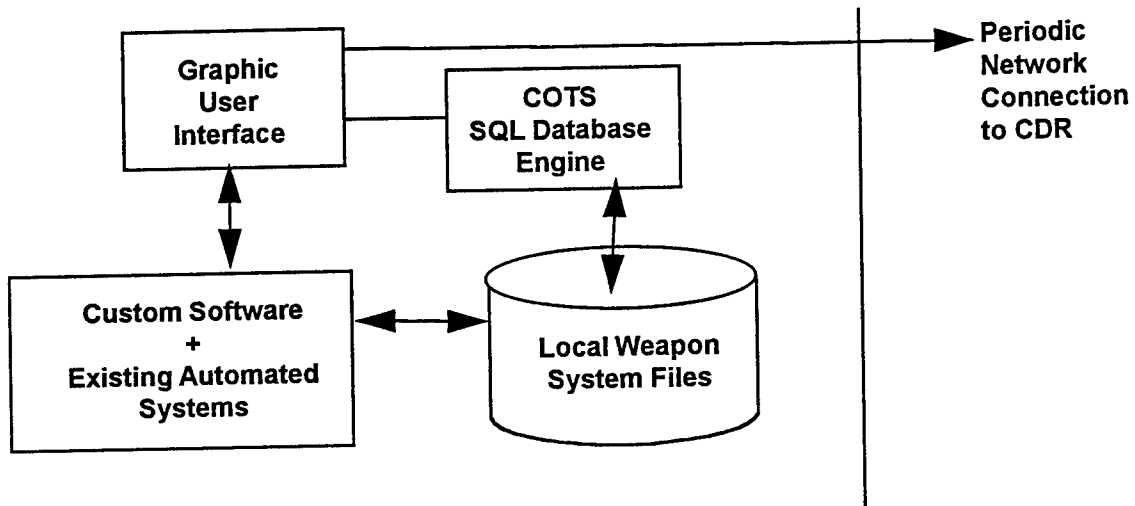 Graphic
User
Interface
COTS
SQL Database
Engine
Periodic
Network
Connection
to CDR
Custom Software
+
Existing Automated
Systems
Local Weapon
System Files